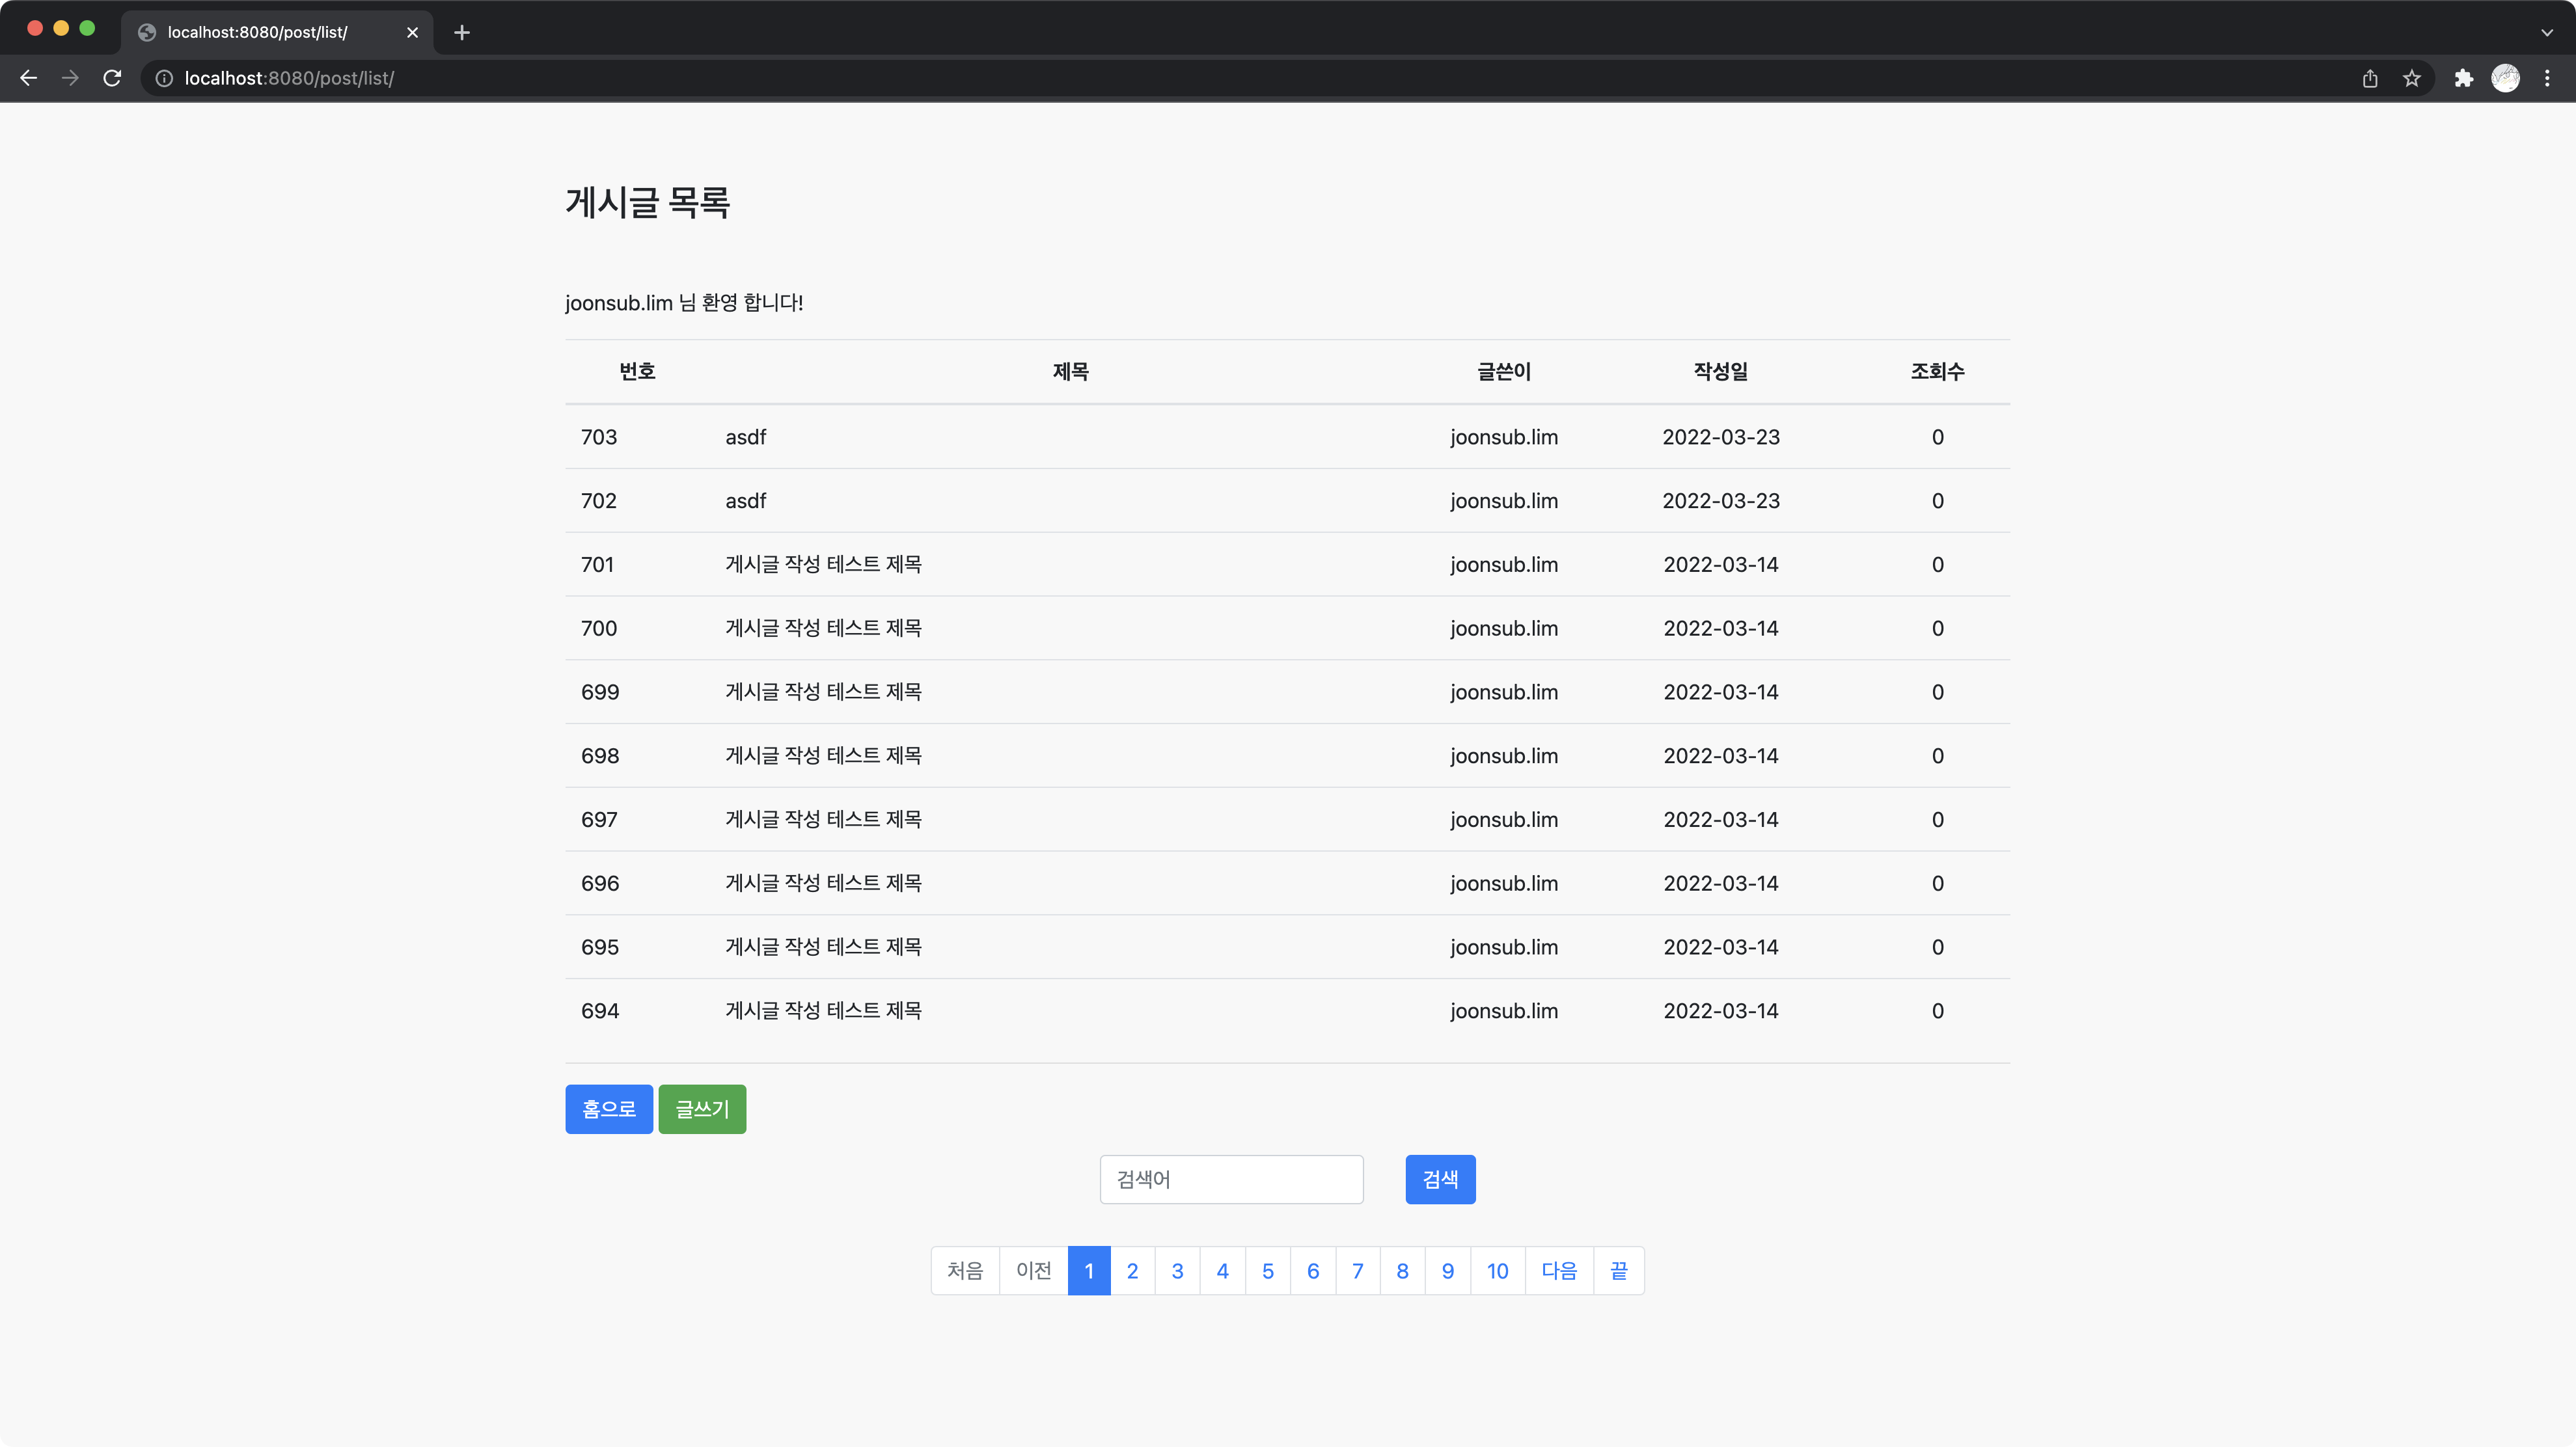 localhost:8080/post/list/
localhost:8080/post/list/
게시글 목록
joonsub.lim 님 환영 합니다!
번호 제목 글쓴이 작성일 조회수
703 asdf joonsub.lim 2022-03-23 0
702 asdf joonsub.lim 2022-03-23 0
701 게시글 작성 테스트 제목 joonsub.lim 2022-03-14 0
700 게시글 작성 테스트 제목 joonsub.lim 2022-03-14 0
699 게시글 작성 테스트 제목 joonsub.lim 2022-03-14 0
698 게시글 작성 테스트 제목 joonsub.lim 2022-03-14 0
697 게시글 작성 테스트 제목 joonsub.lim 2022-03-14 0
696 게시글 작성 테스트 제목 joonsub.lim 2022-03-14 0
695 게시글 작성 테스트 제목 joonsub.lim 2022-03-14 0
694 게시글 작성 테스트 제목 joonsub.lim 2022-03-14 0
홈으로 글쓰기
검색어 검색
처음 이전 1 2 3 4 5 6 7 8 9 10 다음 끝